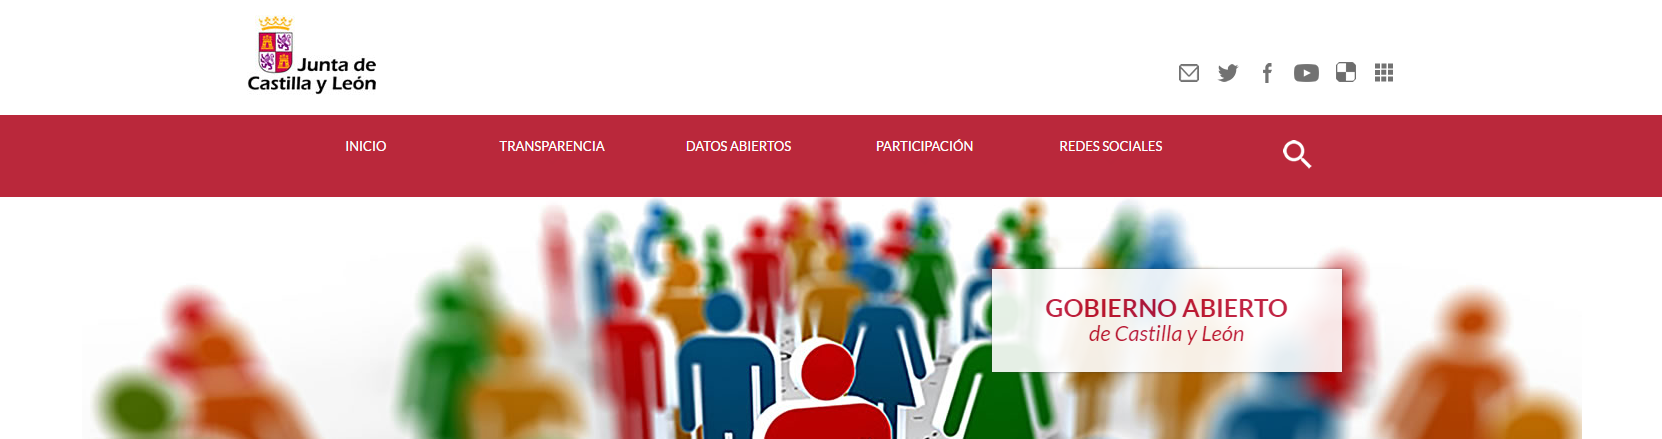 Junta de
Castilla y León
INICIO
TRANSPARENCIA
DATOS ABIERTOS
PARTICIPACIÓN
REDES SOCIALES
GOBIERNO ABIERTO
de Castilla y León